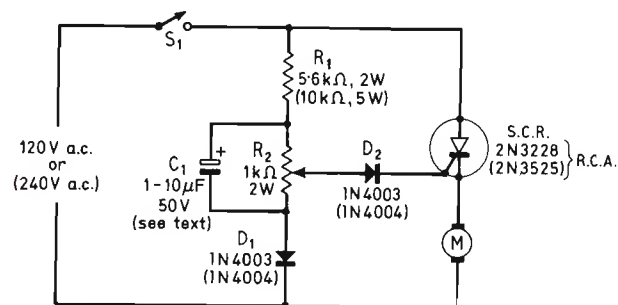 S1
R1
5·6kΩ, 2W
(10kΩ, 5W)
120V a.c.
or
(240V a.c.)
C1
1-10μF
50V
(see text)
+
R2
1kΩ
2W
D2
1N4003
(1N4004)
S.C.R.
2N3228
(2N3525)
R.C.A.
D1
1N4003
(1N4004)
M